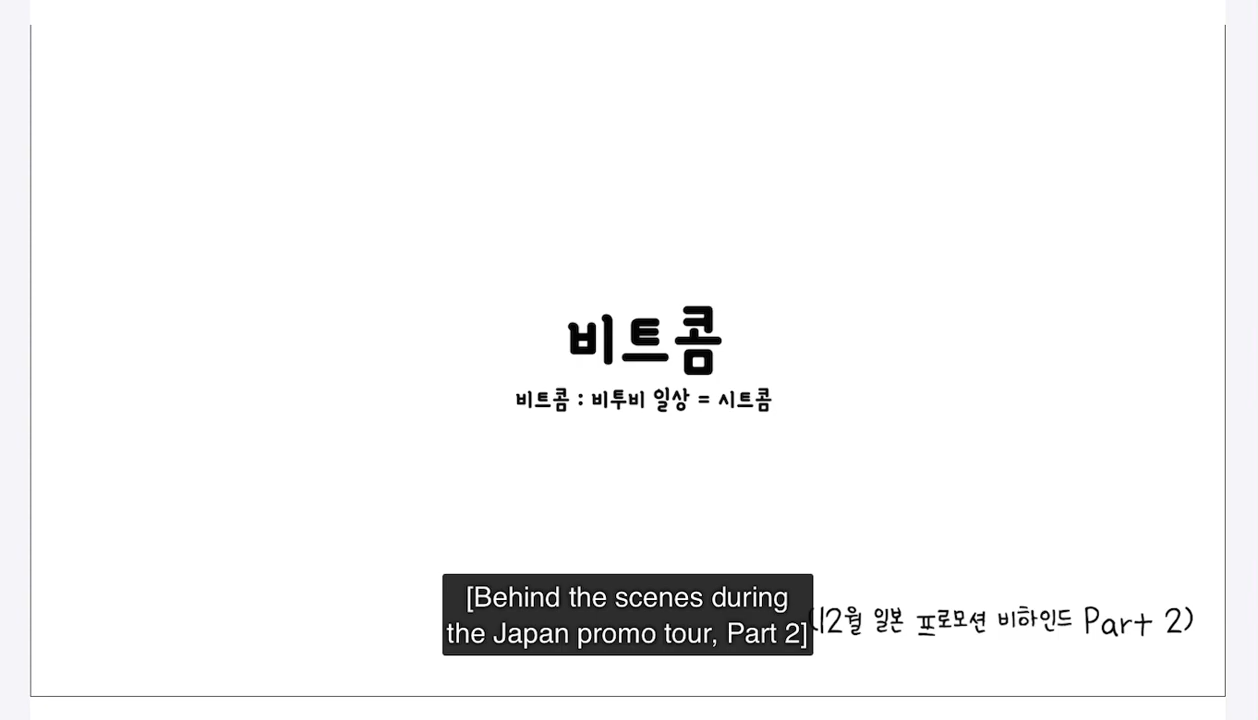 비트콤
비트콤 : 비투비 일상 = 시트콤
[Behind the scenes during
the Japan promo tour, Part 2]
(12월 일본 프로모션 비하인드 Part 2)